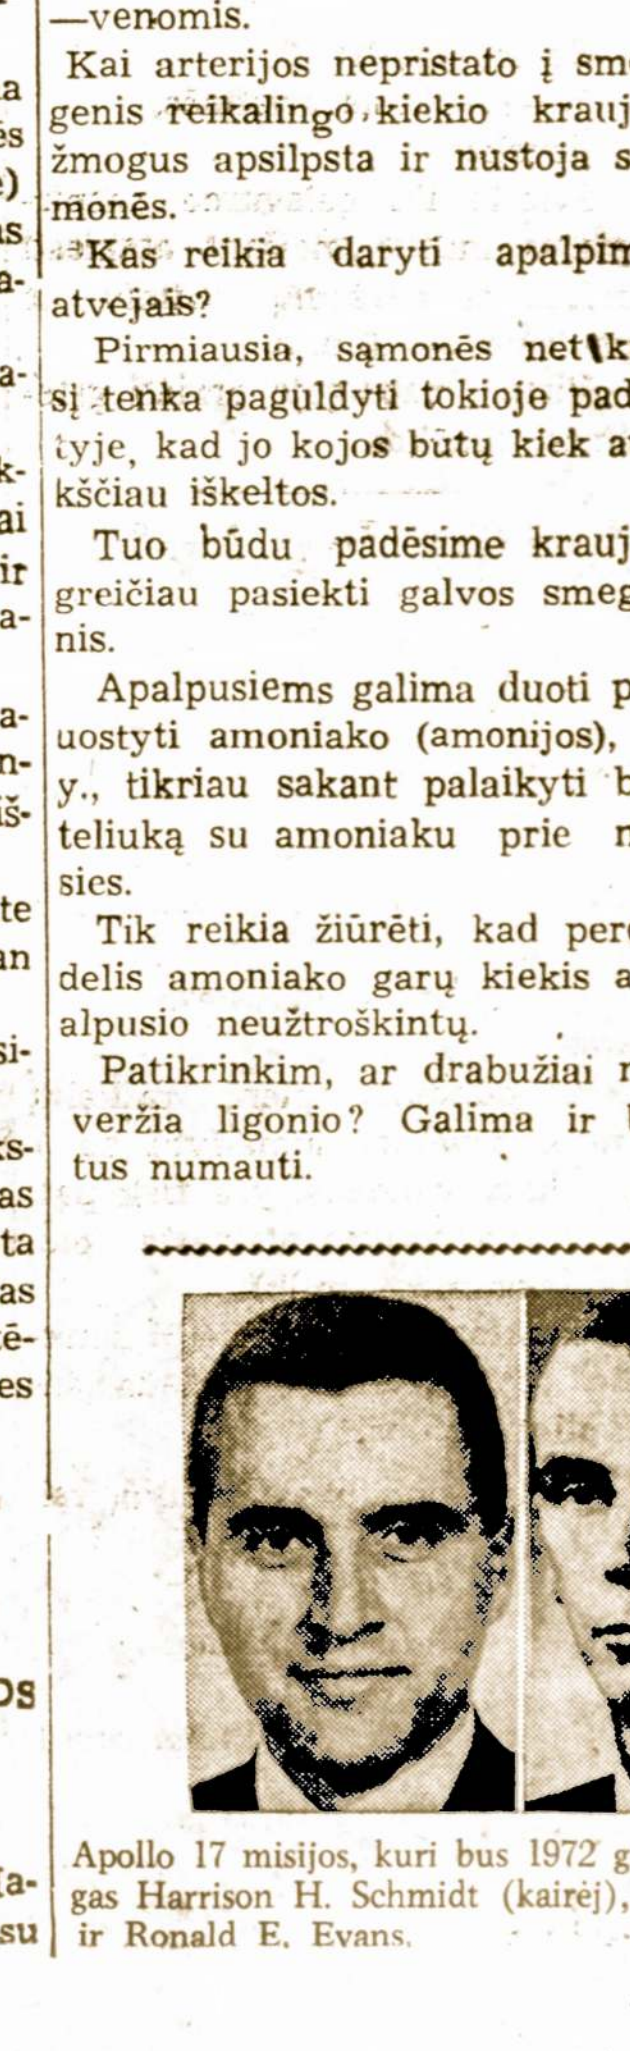 —venomis.
Kai arterijos nepristato į sm
genis reikalingo kiekio krauj
žmogus apsilpsta ir nustoja s
monės.
Kas reikia daryti apalpim
atvejais?
Pirmiausia, sąmonės net k
sį tenka paguldyti tokioje pad
tyje, kad jo kojos būtų kiek a
kščiau iškeltos.
Tuo būdu padėsime krauj
greičiau pasiekti galvos smeg
nis.
Apalpusiems galima duoti p
uostyti amoniako (amonijos),
y., tikriau sakant palaikyti b
teliuką su amoniaku prie n
sies.
Tik reikia žiūrėti, kad per
delis amoniako garų kiekis a
alpusio neužtroškintų.
Patikrinkim, ar drabužiai n
veržia ligonio? Galima ir
tus numauti.
Apollo 17 misijos, kuri bus 1972 g
gas Harrison H. Schmidt (kairėj),
ir Ronald E. Evans.